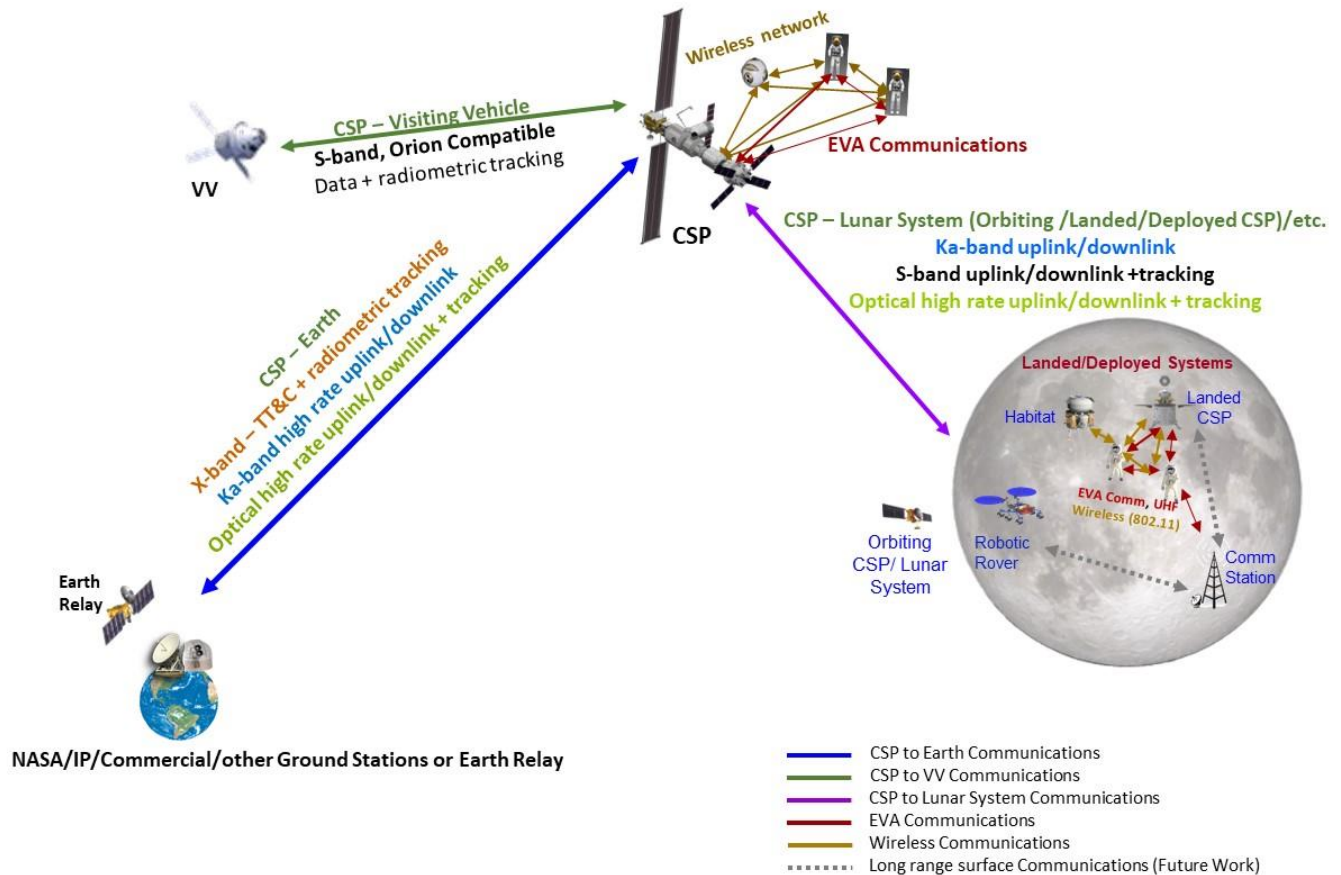 Wireless network
EVA Communications
CSP – Visiting Vehicle
S-band, Orion Compatible
Data + radiometric tracking
VV
CSP
CSP – Earth
X-band – TT&C + radiometric tracking
Ka-band high rate uplink/downlink
Optical high rate uplink/downlink + tracking
CSP – Lunar System (Orbiting /Landed/Deployed CSP)/etc.
Ka-band uplink/downlink
S-band uplink/downlink +tracking
Optical high rate uplink/downlink + tracking
Landed/Deployed Systems
Habitat
Landed
CSP
EVA Comm, UHF
Wireless (802.11)
Orbiting
CSP/ Lunar
System
Robotic
Rover
Comm
Station
Earth
Relay
NASA/IP/Commercial/other Ground Stations or Earth Relay
CSP to Earth Communications
CSP to VV Communications
CSP to Lunar System Communications
EVA Communications
Wireless Communications
Long range surface Communications (Future Work)